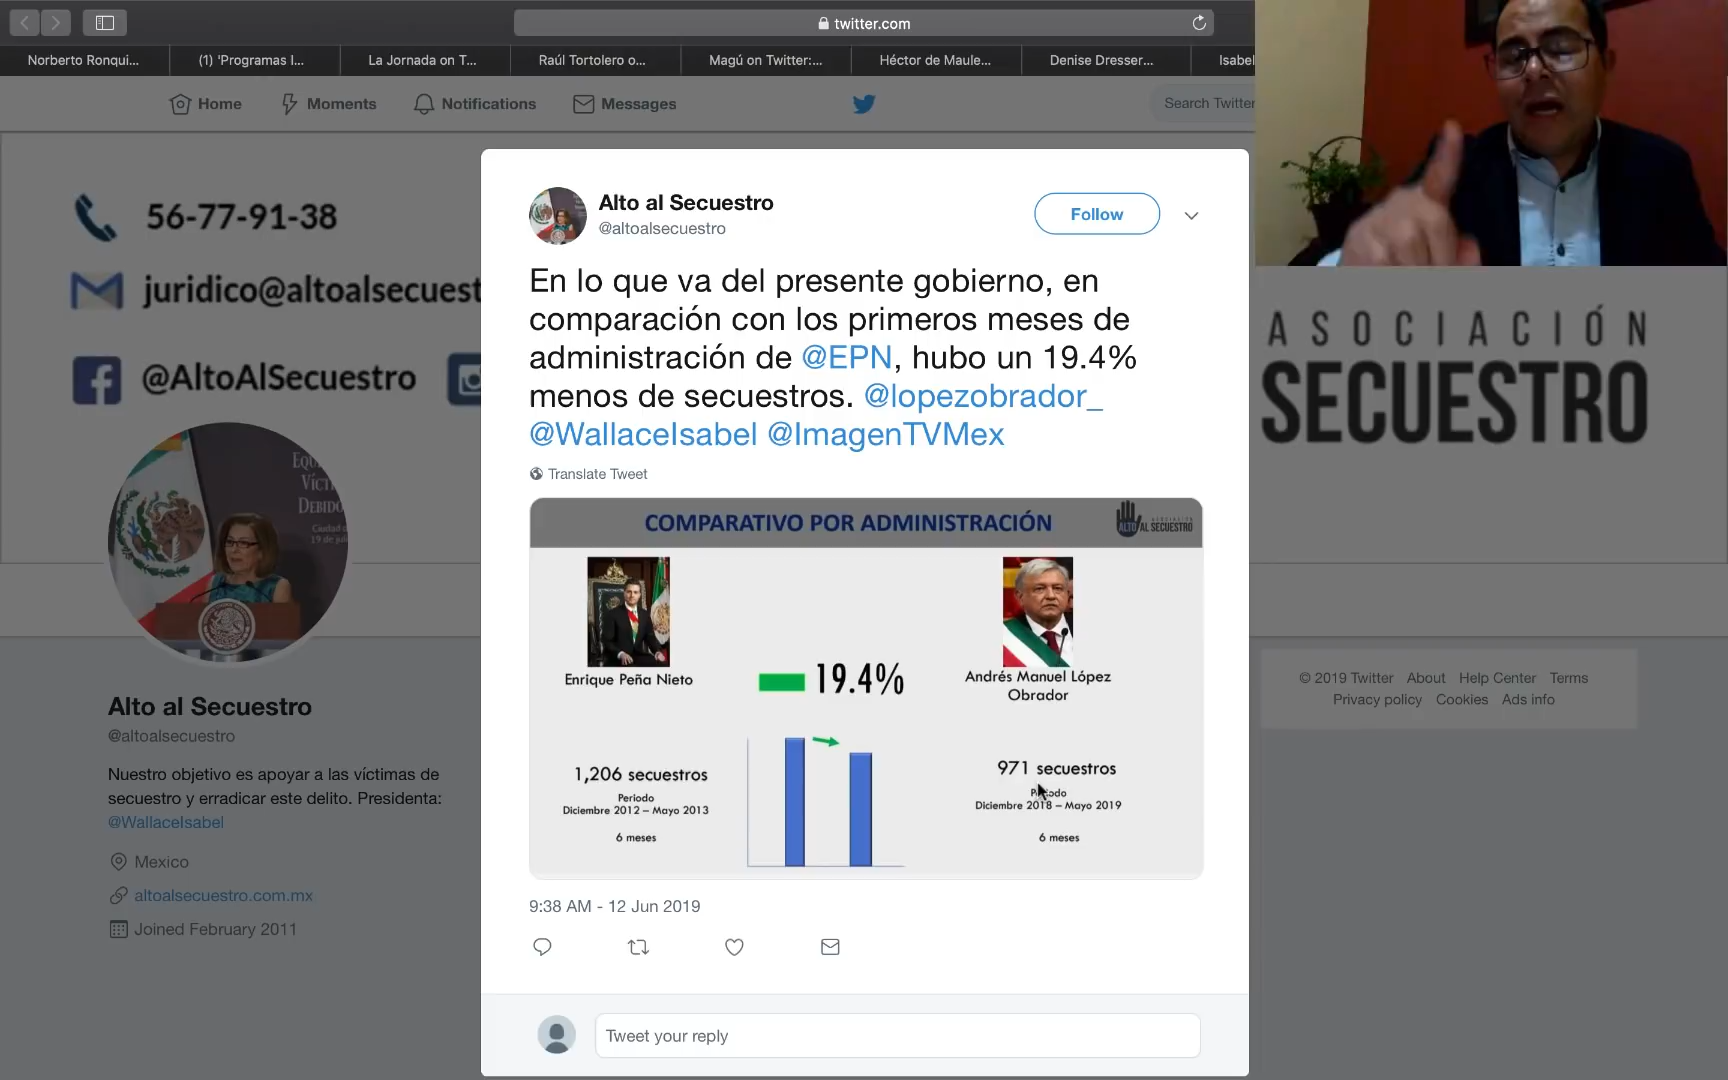 twitter.com
Norberto Ronqui...
(1) 'Programas I...
La Jornada on T...
Raúl Tortolero o...
Magú on Twitter:...
Héctor de Maule...
Denise Dresser...
Isabel
Home
Moments
Notifications
Messages
Search Twitter
56-77-91-38
juridico@altoalsecuest
@AltoAlSecuestro
ASOCIACIÓN
SECUESTRO
Alto al Secuestro
@altoalsecuestro
Follow
En lo que va del presente gobierno, en
comparación con los primeros meses de
administración de @EPN, hubo un 19.4%
menos de secuestros. @lopezobrador_
@WallaceIsabel @ImagenTVMex
Translate Tweet
COMPARATIVO POR ADMINISTRACIÓN
ALTO
ASOCIACIÓN
AL SECUESTRO
Enrique Peña Nieto
19.4%
Andrés Manuel López
Obrador
1,206 secuestros
Periodo
Diciembre 2012 – Mayo 2013
6 meses
971 secuestros
Diciembre 2018 – Mayo 2019
6 meses
9:38 AM - 12 Jun 2019
Tweet your reply
Alto al Secuestro
@altoalsecuestro
Nuestro objetivo es apoyar a las víctimas de
secuestro y erradicar este delito. Presidenta:
@WallaceIsabel
Mexico
altoalsecuestro.com.mx
Joined February 2011
© 2019 Twitter About Help Center Terms
Privacy policy Cookies Ads info